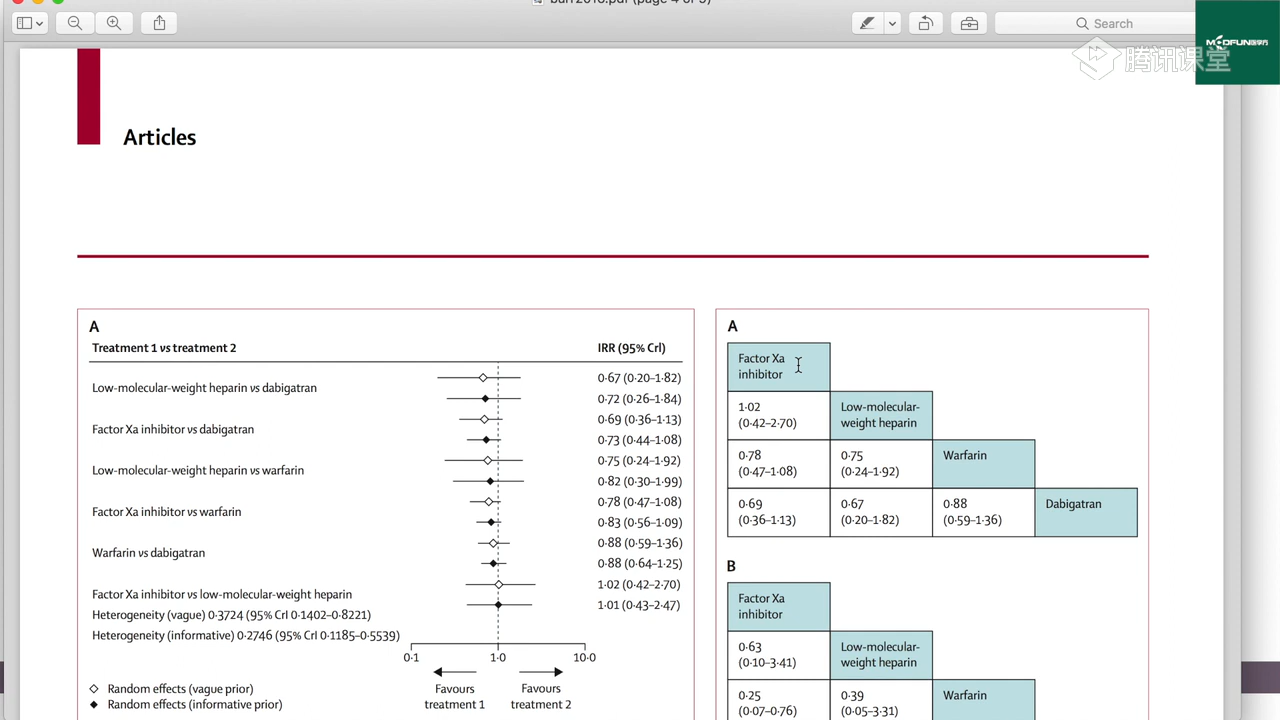 Search
MEDFUN医学方
腾讯课堂
Articles
A
Treatment 1 vs treatment 2
IRR (95% CrI)
Low-molecular-weight heparin vs dabigatran
0·67 (0·20–1·82)
0·72 (0·26–1·84)
Factor Xa inhibitor vs dabigatran
0·69 (0·36–1·13)
0·73 (0·44–1·08)
Low-molecular-weight heparin vs warfarin
0·75 (0·24–1·92)
0·82 (0·30–1·99)
Factor Xa inhibitor vs warfarin
0·78 (0·47–1·08)
0·83 (0·56–1·09)
Warfarin vs dabigatran
0·88 (0·59–1·36)
0·88 (0·64–1·25)
Factor Xa inhibitor vs low-molecular-weight heparin
1·02 (0·42–2·70)
1·01 (0·43–2·47)
Heterogeneity (vague) 0·3724 (95% CrI 0·1402–0·8221)
Heterogeneity (informative) 0·2746 (95% CrI 0·1185–0·5539)
0·1
1·0
10·0
Favours
treatment 1
Favours
treatment 2
Random effects (vague prior)
Random effects (informative prior)
A
Factor Xa
inhibitor
1·02
(0·42–2·70)
Low-molecular-
weight heparin
0·78
(0·47–1·08)
0·75
(0·24–1·92)
Warfarin
0·69
(0·36–1·13)
0·67
(0·20–1·82)
0·88
(0·59–1·36)
Dabigatran
B
Factor Xa
inhibitor
0·63
(0·10–3·41)
Low-molecular-
weight heparin
0·25
(0·07–0·76)
0·39
(0·05–3·31)
Warfarin